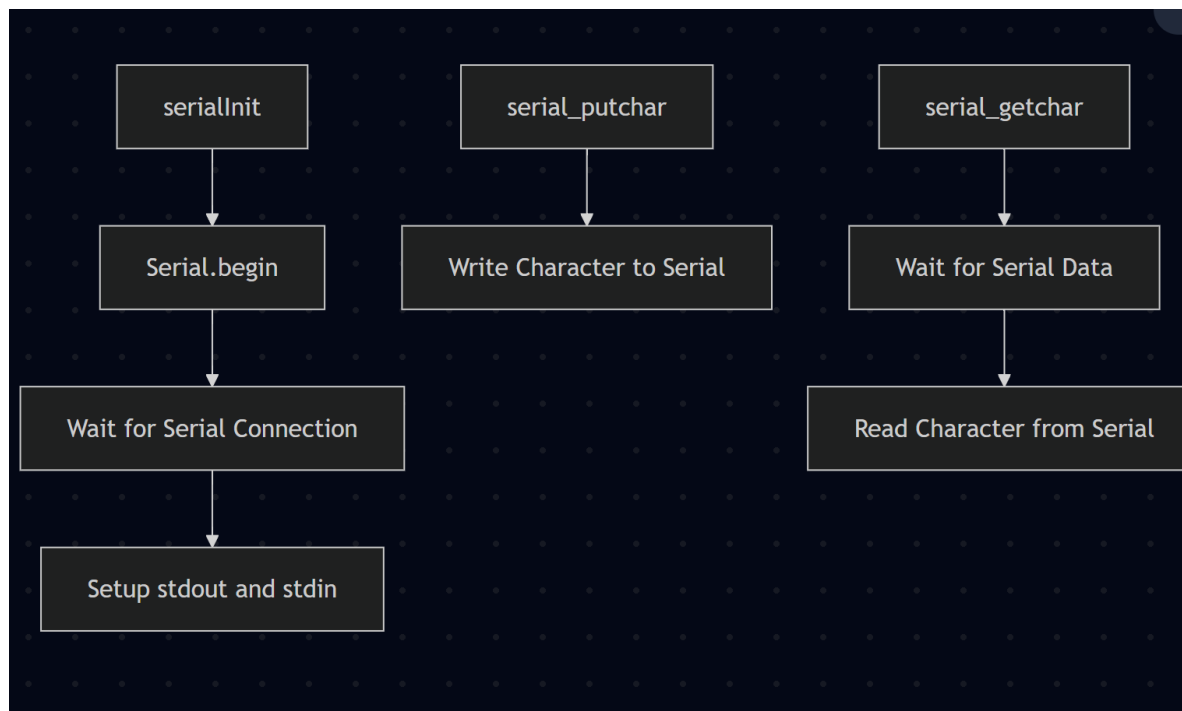 serialInit
serial_putchar
serial_getchar
Serial.begin
Write Character to Serial
Wait for Serial Data
Wait for Serial Connection
Read Character from Serial
Setup stdout and stdin